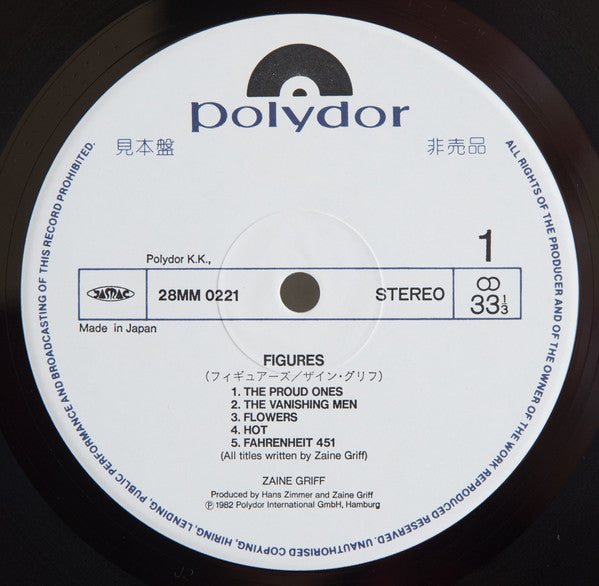 polydor
見本盤
非売品
1
Polydor K.K.,
JASRAC
28MM 0221
STEREO
33 1/3
Made in Japan
FIGURES
(フィギュアーズ/ザイン・グリフ)
1. THE PROUD ONES
2. THE VANISHING MEN
3. FLOWERS
4. HOT
5. FAHRENHEIT 451
(All titles written by Zaine Griff)
ZAINE GRIFF
Produced by Hans Zimmer and Zaine Griff
Ⓟ1982 Polydor International GmbH, Hamburg
ALL RIGHTS OF THE PRODUCER AND OF THE OWNER OF THE WORK REPRODUCED RESERVED. UNAUTHORISED COPYING, HIRING, LENDING, PUBLIC PERFORMANCE AND BROADCASTING OF THIS RECORD PROHIBITED.